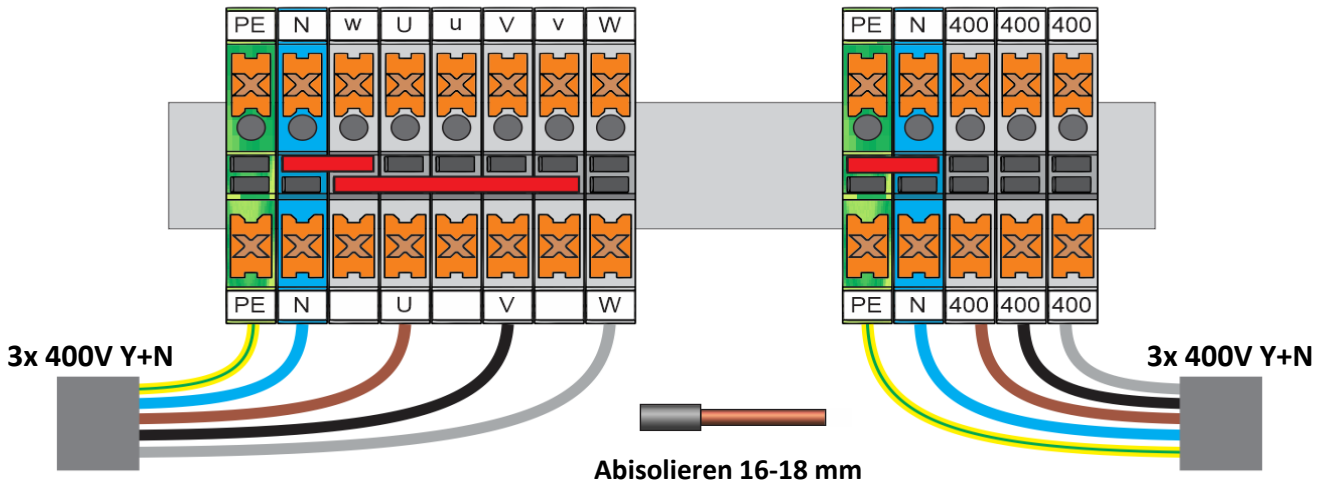 PE N w U u V v W
PE N 400 400 400
PE N U V W
PE N 400 400 400
3x 400V Y+N
3x 400V Y+N
Abisolieren 16-18 mm